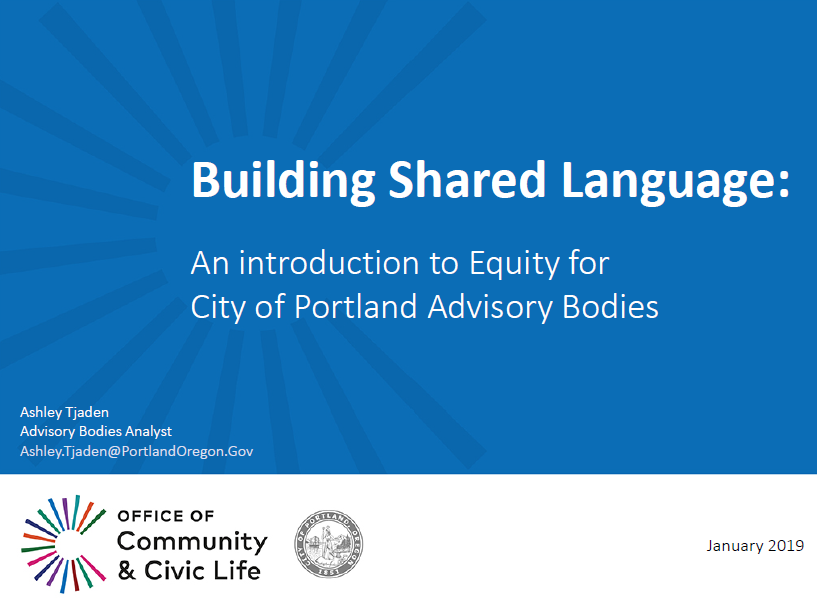 Building Shared Language:
An introduction to Equity for
City of Portland Advisory Bodies
Ashley Tjaden
Advisory Bodies Analyst
Ashley.Tjaden@PortlandOregon.Gov
OFFICE OF
Community
& Civic Life
CITY OF PORTLAND, OREGON
1851
January 2019